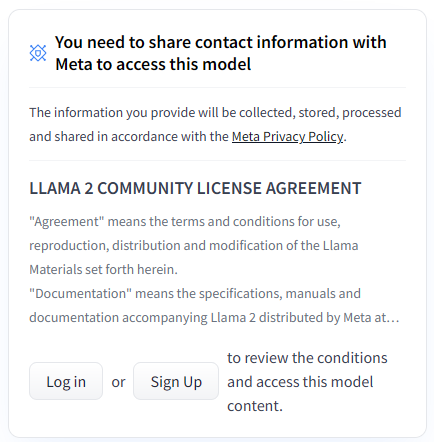 You need to share contact information with
Meta to access this model
The information you provide will be collected, stored, processed
and shared in accordance with the Meta Privacy Policy.
LLAMA 2 COMMUNITY LICENSE AGREEMENT
"Agreement" means the terms and conditions for use,
reproduction, distribution and modification of the Llama
Materials set forth herein.
"Documentation" means the specifications, manuals and
documentation accompanying Llama 2 distributed by Meta at...
Log in or Sign Up to review the conditions
and access this model
content.